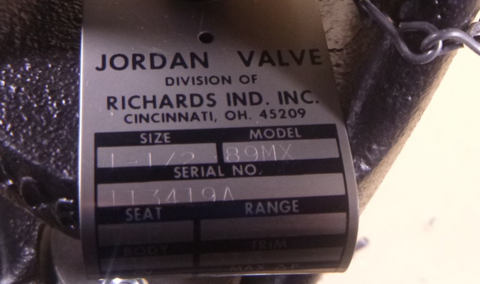 JORDAN VALVE
DIVISION OF
RICHARDS IND. INC.
CINCINNATI, OH. 45209
SIZE MODEL
1-1/2 89MX
SERIAL NO.
113419A
SEAT RANGE
BODY TRIM